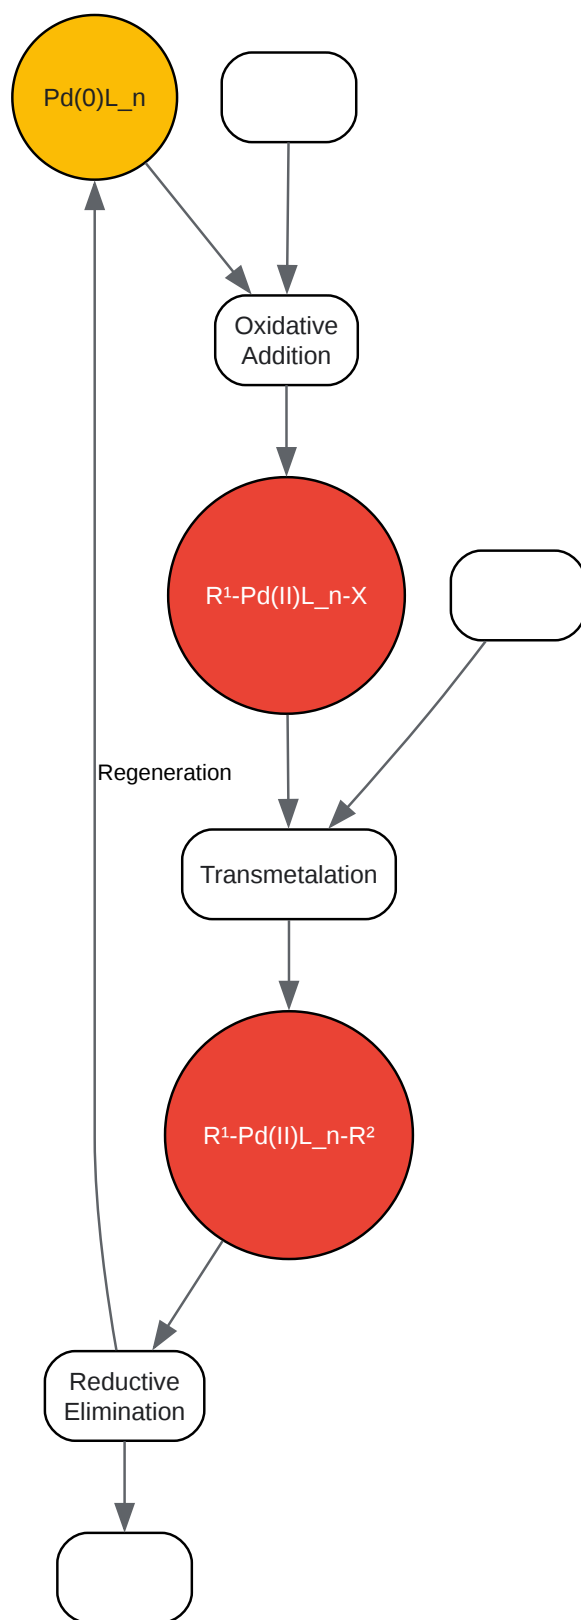 Pd(0)L_n
Oxidative
Addition
R¹-Pd(II)L_n-X
Regeneration
Transmetalation
R¹-Pd(II)L_n-R²
Reductive
Elimination